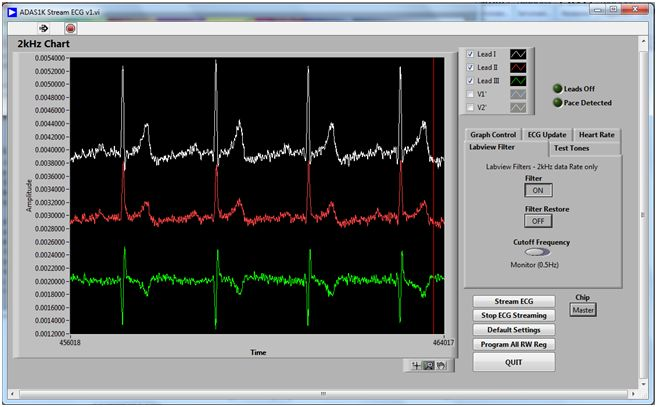 ADAS1K Stream ECG v1.vi
2kHz Chart
0.0054000
0.0052000
0.0050000
0.0048000
0.0046000
0.0044000
0.0042000
0.0040000
0.0038000
0.0036000
0.0034000
0.0032000
0.0030000
0.0028000
0.0026000
0.0024000
0.0022000
0.0020000
0.0018000
0.0016000
0.0014000
0.0012000
Amplitude
456018
464017
Time
Lead I
Lead II
Lead III
V1'
V2'
Leads Off
Pace Detected
Graph Control ECG Update Heart Rate
Labview Filter Test Tones
Labview Filters - 2kHz data Rate only
Filter
ON
Filter Restore
OFF
Cutoff Frequency
Monitor (0.5Hz)
Stream ECG
Stop ECG Streaming
Default Settings
Program All RW Reg
QUIT
Chip
Master